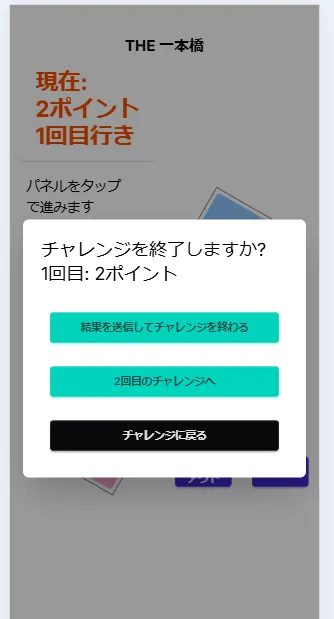 THE 一本橋
現在:
2ポイント
1回目行き
パネルをタップ
で進みます
チャレンジを終了しますか?
1回目: 2ポイント
結果を送信してチャレンジを終わる
2回目のチャレンジへ
チャレンジに戻る
アウト